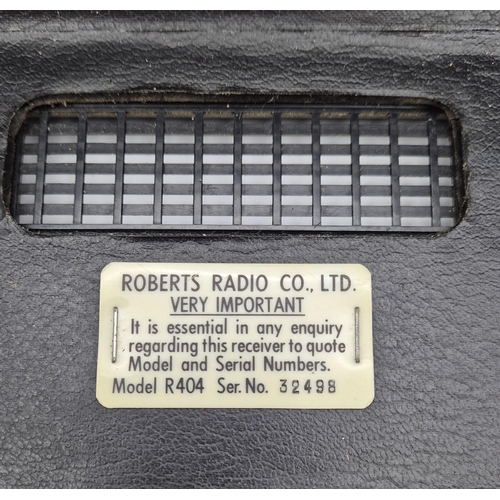 ROBERTS RADIO CO., LTD.
VERY IMPORTANT
It is essential in any enquiry
regarding this receiver to quote
Model and Serial Numbers.
Model R404 Ser. No. 32498